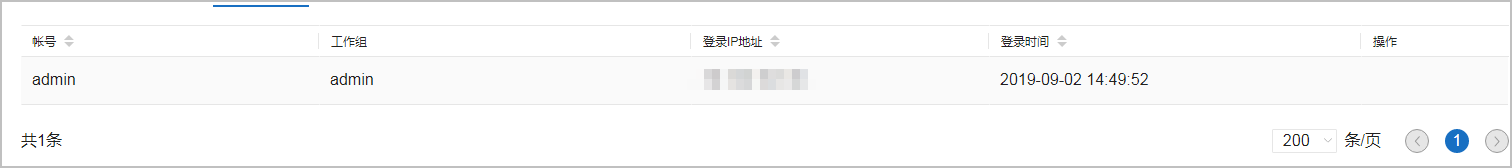 帐号 工作组 登录IP地址 登录时间 操作
admin admin 2019-09-02 14:49:52
共1条 200 条/页 1